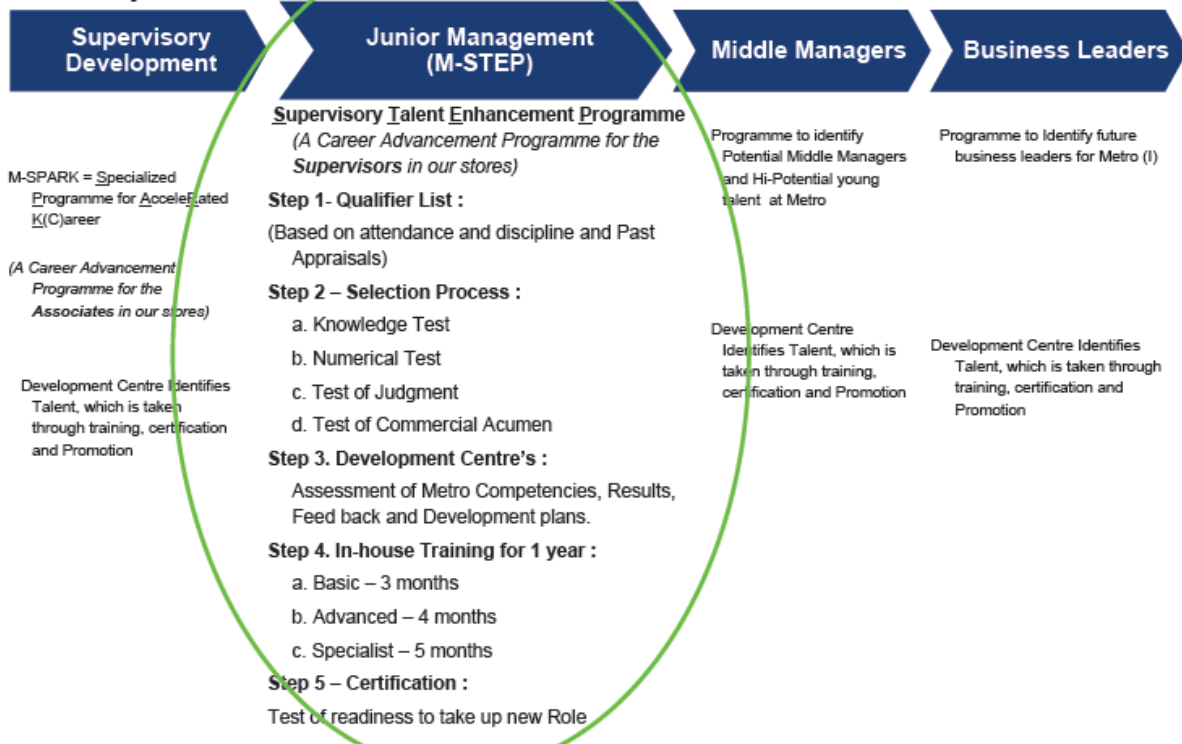 Supervisory
Development
Junior Management
(M-STEP)
Middle Managers
Business Leaders
M-SPARK = Specialized
Programme for AcceleRated
K(C)areer
(A Career Advancement
Programme for the
Associates in our stores)
Development Centre Identifies
Talent, which is taken
through training, certification
and Promotion
Supervisory Talent Enhancement Programme
(A Career Advancement Programme for the
Supervisors in our stores)
Step 1- Qualifier List :
(Based on attendance and discipline and Past
Appraisals)
Step 2 – Selection Process :
a. Knowledge Test
b. Numerical Test
c. Test of Judgment
d. Test of Commercial Acumen
Step 3. Development Centre's :
Assessment of Metro Competencies, Results,
Feed back and Development plans.
Step 4. In-house Training for 1 year :
a. Basic – 3 months
b. Advanced – 4 months
c. Specialist – 5 months
Step 5 – Certification :
Test of readiness to take up new Role
Programme to identify
Potential Middle Managers
and Hi-Potential young
talent at Metro
Development Centre
Identifies Talent, which is
taken through training,
certification and Promotion
Programme to Identify future
business leaders for Metro (I)
Development Centre Identifies
Talent, which is taken through
training, certification and
Promotion